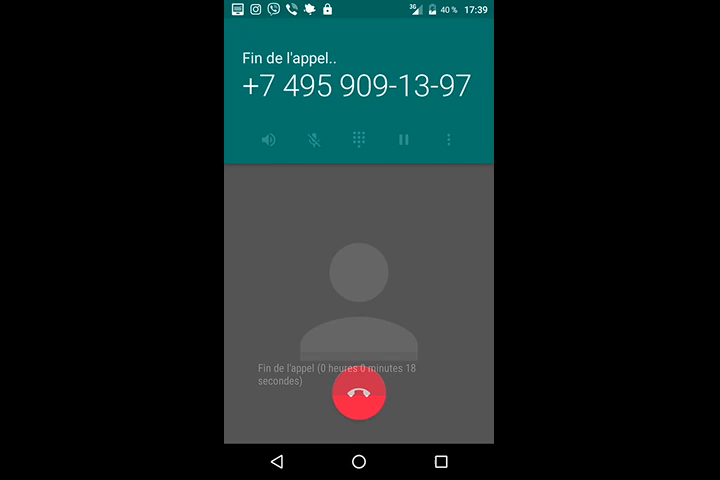 3G 40 % 17:39
Fin de l'appel..
+7 495 909-13-97
Fin de l'appel (0 heures 0 minutes 18
secondes)